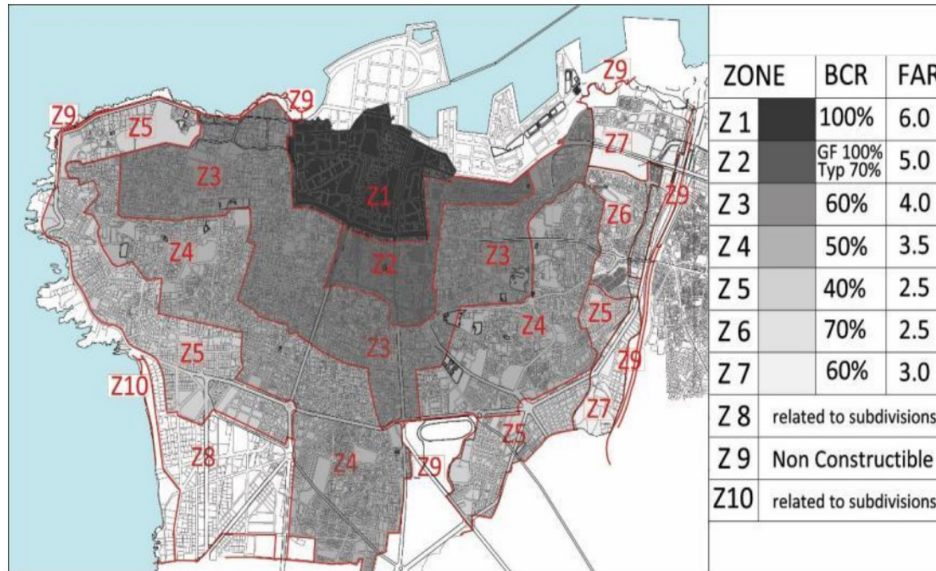 Z9
Z9
Z9
Z5
Z7
Z3
Z1
Z9
Z6
Z4
Z2
Z3
Z5
Z4
Z3
Z5
Z9
Z10
Z7
Z8
Z4
Z9
Z5
ZONE BCR FAR
Z 1 100% 6.0
Z 2 GF 100% Typ 70% 5.0
Z 3 60% 4.0
Z 4 50% 3.5
Z 5 40% 2.5
Z 6 70% 2.5
Z 7 60% 3.0
Z 8 related to subdivisions
Z 9 Non Constructible
Z10 related to subdivisions